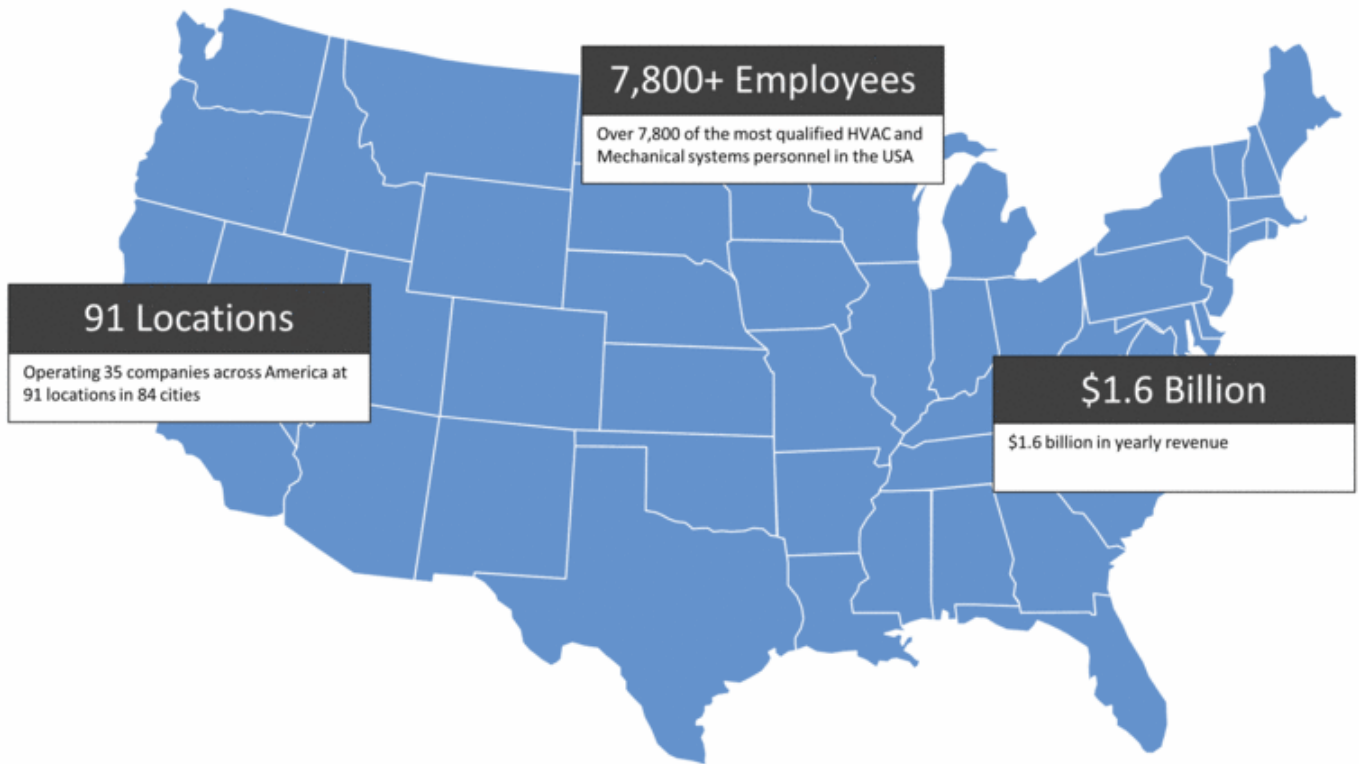 7,800+ Employees
Over 7,800 of the most qualified HVAC and
Mechanical systems personnel in the USA
91 Locations
Operating 35 companies across America at
91 locations in 84 cities
$1.6 Billion
$1.6 billion in yearly revenue